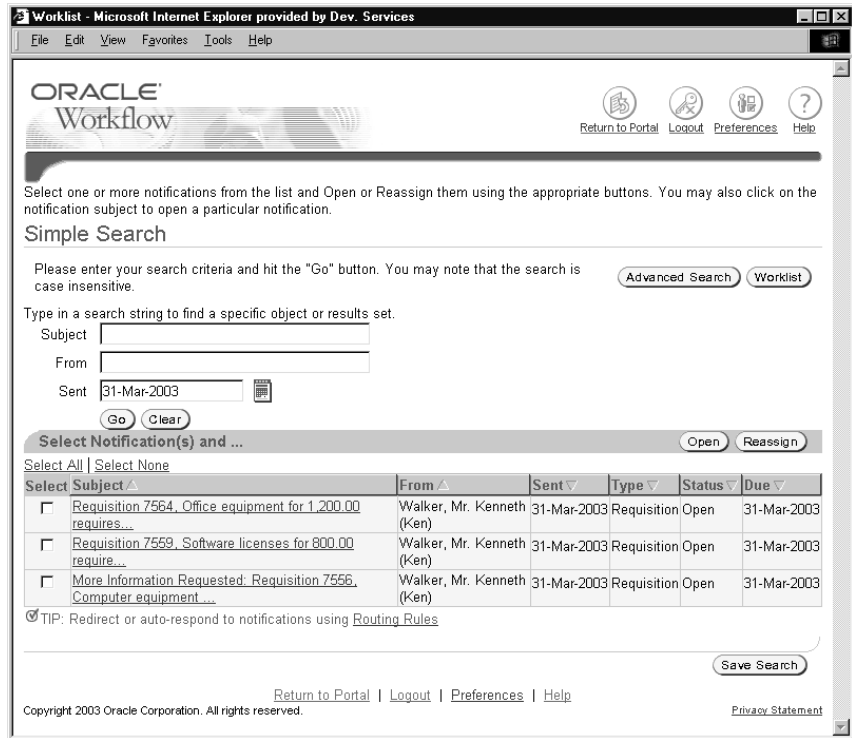 Worklist - Microsoft Internet Explorer provided by Dev. Services
File Edit View Favorites Tools Help
ORACLE
Workflow
Return to Portal Logout Preferences Help
Select one or more notifications from the list and Open or Reassign them using the appropriate buttons. You may also click on the
notification subject to open a particular notification.
Simple Search
Please enter your search criteria and hit the "Go" button. You may note that the search is
case insensitive.
Advanced Search Worklist
Type in a search string to find a specific object or results set.
Subject
From
Sent 31-Mar-2003
Go Clear
Select Notification(s) and ... Open Reassign
Select All | Select None
Select Subject From Sent Type Status Due
Requisition 7564, Office equipment for 1,200.00 Walker, Mr. Kenneth 31-Mar-2003 Requisition Open 31-Mar-2003
requires... (Ken)
Requisition 7559, Software licenses for 800.00 Walker, Mr. Kenneth 31-Mar-2003 Requisition Open 31-Mar-2003
require... (Ken)
More Information Requested: Requisition 7556, Walker, Mr. Kenneth 31-Mar-2003 Requisition Open 31-Mar-2003
Computer equipment ... (Ken)
TIP: Redirect or auto-respond to notifications using Routing Rules
Save Search
Return to Portal | Logout | Preferences | Help
Copyright 2003 Oracle Corporation. All rights reserved. Privacy Statement